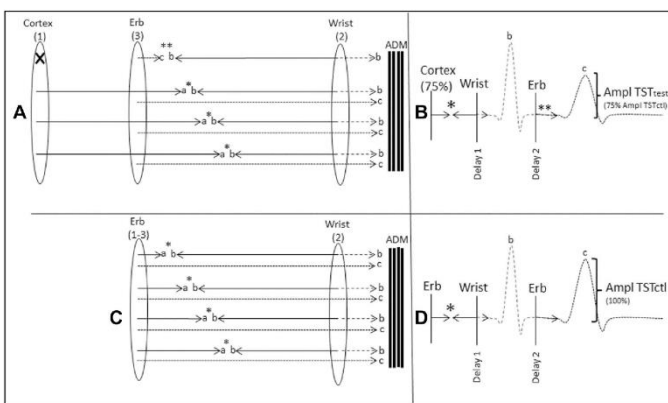 Cortex
(1)
Erb
(3)
Wrist
(2)
**
c b
ADM
b
*
a b
b
c
*
a b
b
c
*
a b
b
c
A
b
Cortex
(75%)
*
Wrist
Erb
**
c
Ampl TSTtest
(75% Ampl TSTctl)
B
Delay 1
Delay 2
Erb
(1-3)
Wrist
(2)
ADM
*
a b
b
c
*
a b
b
c
*
a b
b
c
*
a b
b
c
C
b
Erb
*
Wrist
Erb
c
Ampl TSTctl
(100%)
D
Delay 1
Delay 2